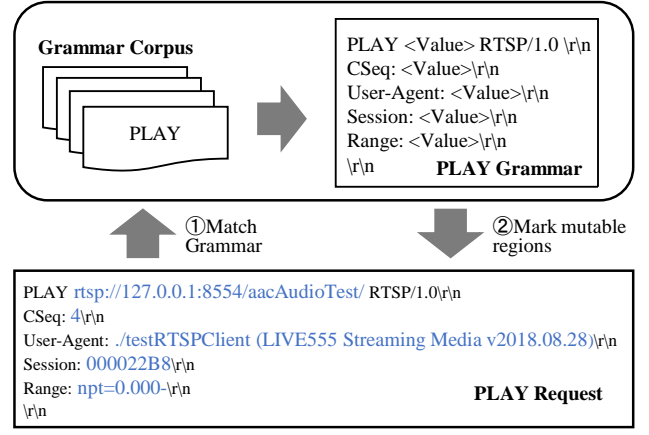 Grammar Corpus
PLAY
PLAY <Value> RTSP/1.0 \r\n
CSeq: <Value>\r\n
User-Agent: <Value>\r\n
Session: <Value>\r\n
Range: <Value>\r\n
\r\n
PLAY Grammar
①Match
Grammar
②Mark mutable
regions
PLAY rtsp://127.0.0.1:8554/aacAudioTest/ RTSP/1.0\r\n
CSeq: 4\r\n
User-Agent: ./testRTSPClient (LIVE555 Streaming Media v2018.08.28)\r\n
Session: 000022B8\r\n
Range: npt=0.000-\r\n
\r\n
PLAY Request